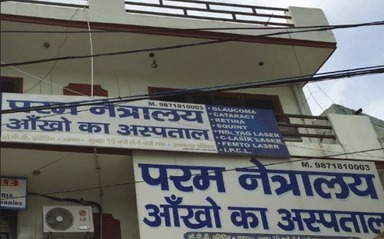 M. 9871810003
परम नेत्रालय
आँखो का अस्पताल
• GLAUCOMA
• CATARACT
• RETINA
• SQUINT
• ND. YAG LASER
• C-LASIK LASER
• FEMTO LASER
• I.P.C.L.
M. 9871810003
परम नेत्रालय
आँखो का अस्पताल